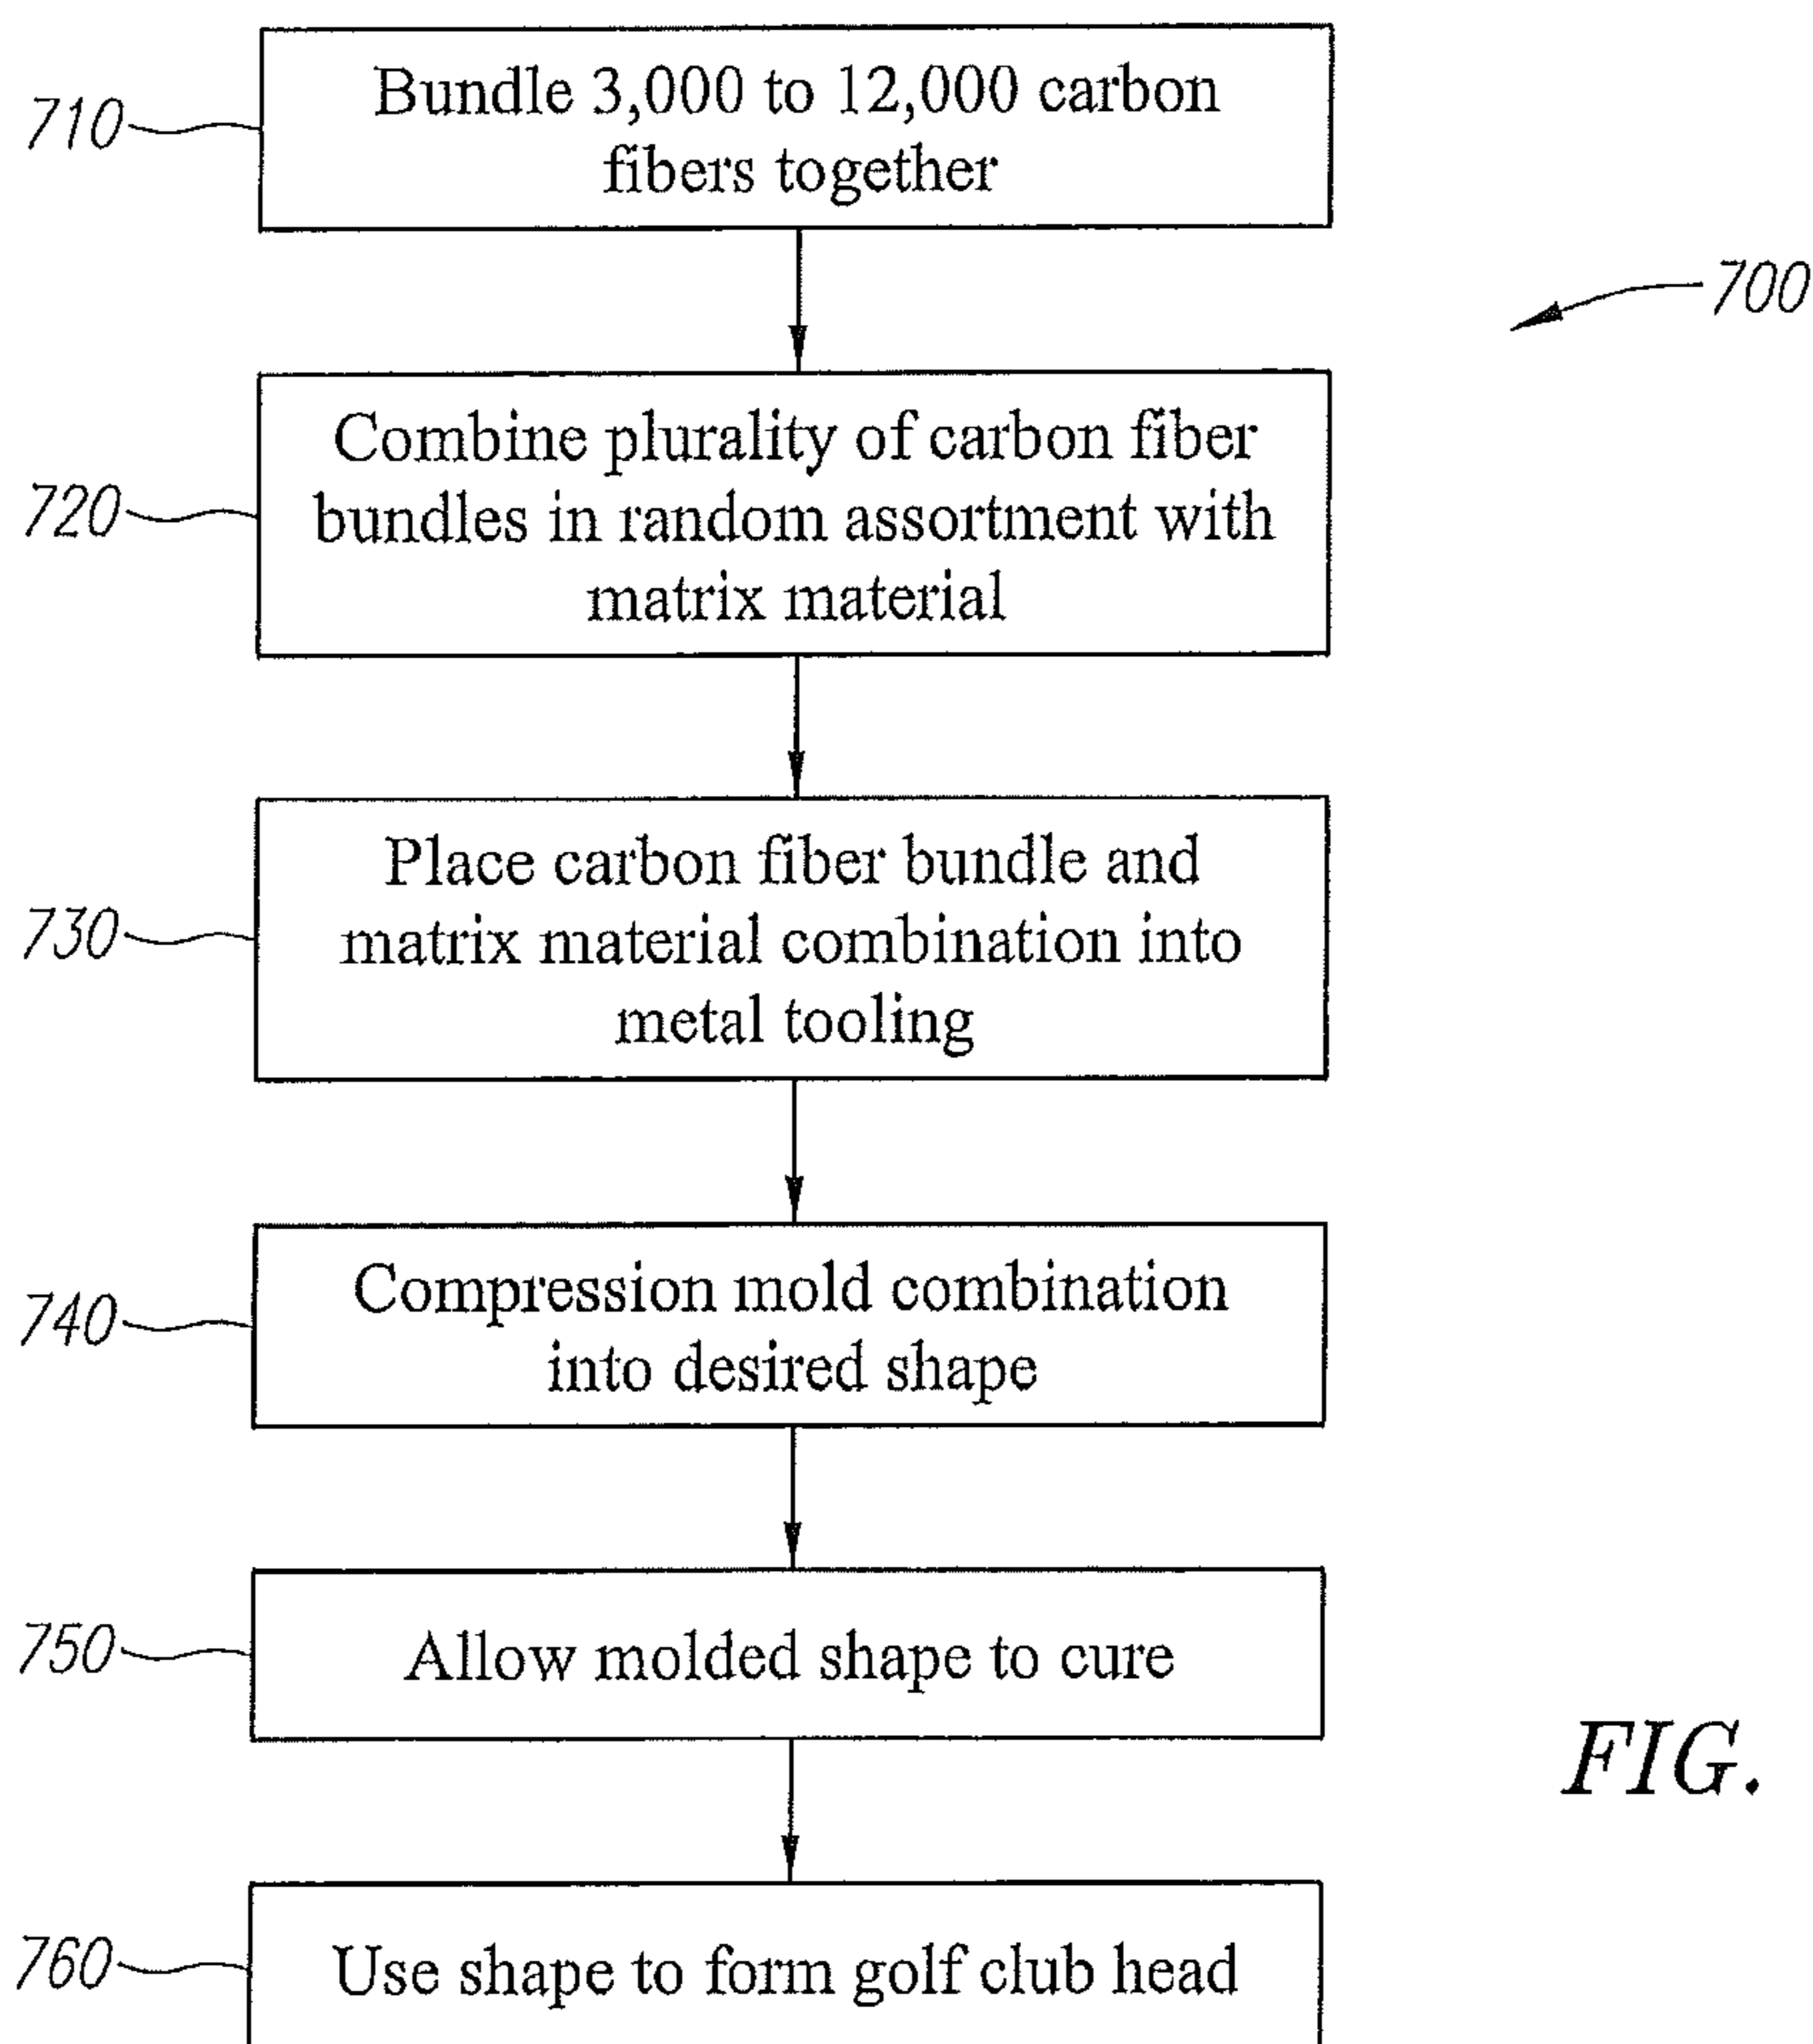 710
Bundle 3,000 to 12,000 carbon
fibers together
700
720
Combine plurality of carbon fiber
bundles in random assortment with
matrix material
730
Place carbon fiber bundle and
matrix material combination into
metal tooling
740
Compression mold combination
into desired shape
750
Allow molded shape to cure
FIG.
760
Use shape to form golf club head